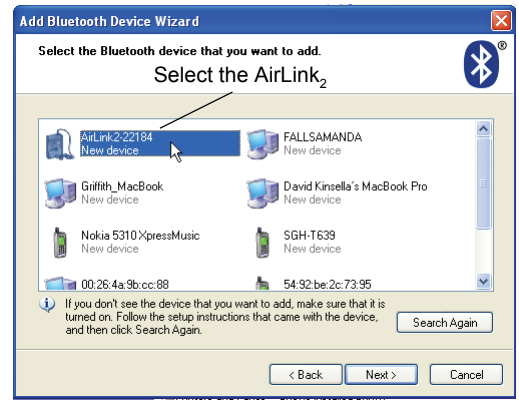 Add Bluetooth Device Wizard
Select the Bluetooth device that you want to add.
Select the AirLink2
AirLink2-22184
New device
FALLSAMANDA
New device
Griffith_MacBook
New device
David Kinsella's MacBook Pro
New device
Nokia 5310 XpressMusic
New device
SGH-T639
New device
00:26:4a:9b:cc:88
54:92:be:2c:73:95
If you don't see the device that you want to add, make sure that it is
turned on. Follow the setup instructions that came with the device,
and then click Search Again.
Search Again
< Back
Next >
Cancel